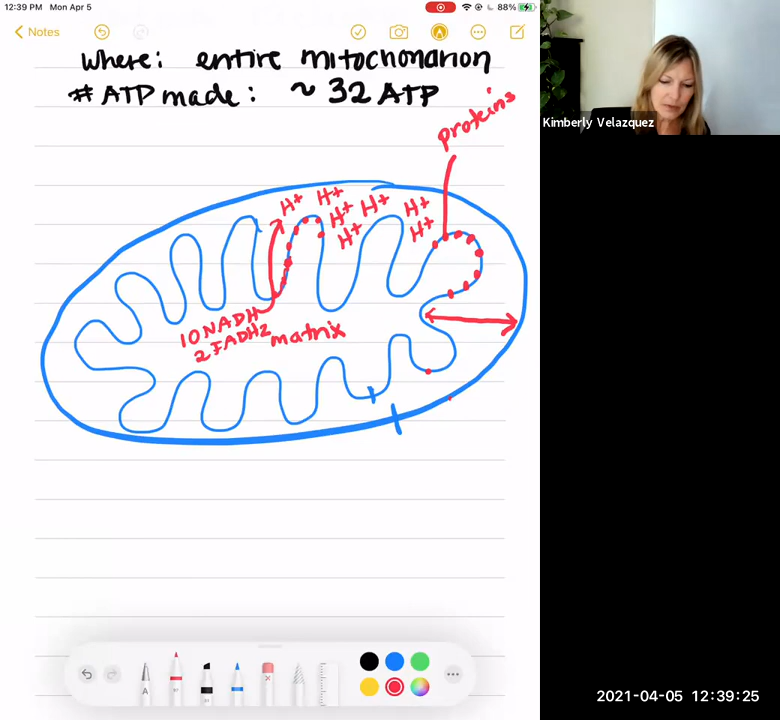 12:39 PM Mon Apr 5
88%
Notes
where: entire mitochondrion
# ATP made: ~ 32 ATP
proteins
H+ H+
H+ H+ H+
H+ H+
10 NADH
2 FADH2 matrix
Kimberly Velazquez
A
2021-04-05 12:39:25